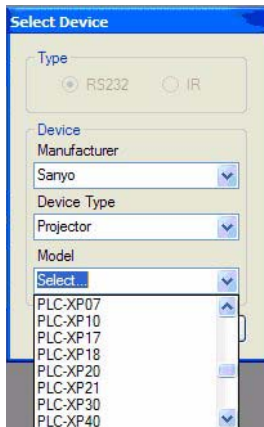 Select Device
Type
RS232 IR
Device
Manufacturer
Sanyo
Device Type
Projector
Model
Select...
PLC-XP07
PLC-XP10
PLC-XP17
PLC-XP18
PLC-XP20
PLC-XP21
PLC-XP30
PLC-XP40